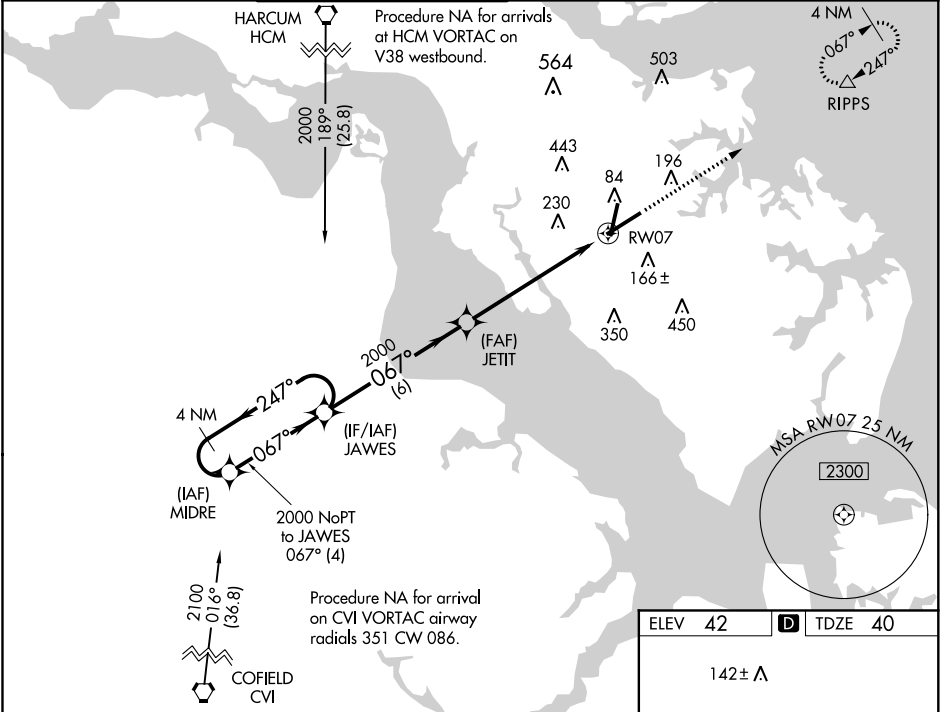 HARCUM
HCM
Procedure NA for arrivals
at HCM VORTAC on
V38 westbound.
4 NM
067°
247°
RIPPS
564
503
2000
189°
(25.8)
443
84
196
230
RW07
166±
350
450
(FAF)
JETIT
2000
067°
(6)
4 NM
247°
067°
(IF/IAF)
JAWES
(IAF)
MIDRE
2000 NoPT
to JAWES
067° (4)
MSA RW07 25 NM
2300
2100
016°
(36.8)
Procedure NA for arrival
on CVI VORTAC airway
radials 351 CW 086.
COFIELD
CVI
ELEV 42 D TDZE 40
142±